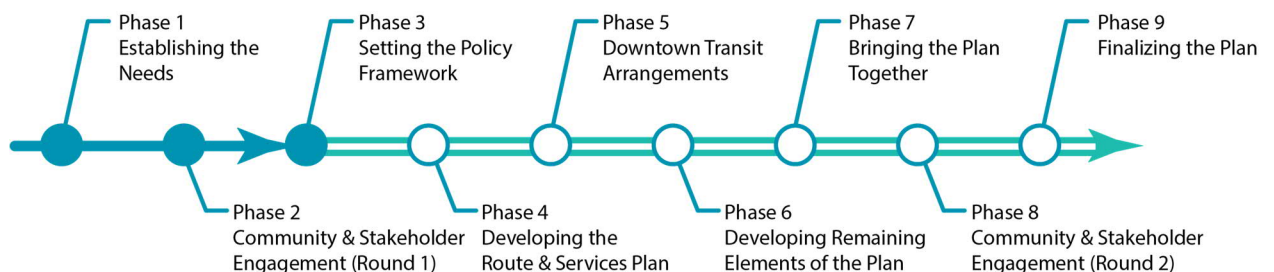 Phase 1
Establishing the
Needs
Phase 2
Community & Stakeholder
Engagement (Round 1)
Phase 3
Setting the Policy
Framework
Phase 4
Developing the
Route & Services Plan
Phase 5
Downtown Transit
Arrangements
Phase 6
Developing Remaining
Elements of the Plan
Phase 7
Bringing the Plan
Together
Phase 8
Community & Stakeholder
Engagement (Round 2)
Phase 9
Finalizing the Plan